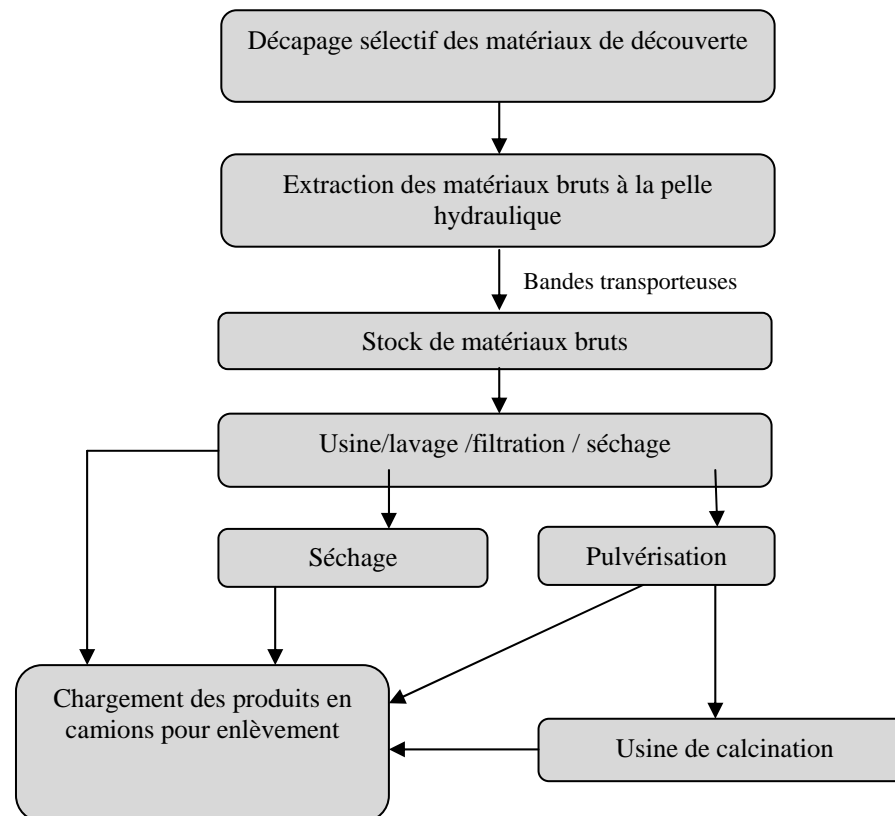 Décapage sélectif des matériaux de découverte
Extraction des matériaux bruts à la pelle
hydraulique
Bandes transporteuses
Stock de matériaux bruts
Usine/lavage /filtration / séchage
Séchage
Pulvérisation
Chargement des produits en
camions pour enlèvement
Usine de calcination